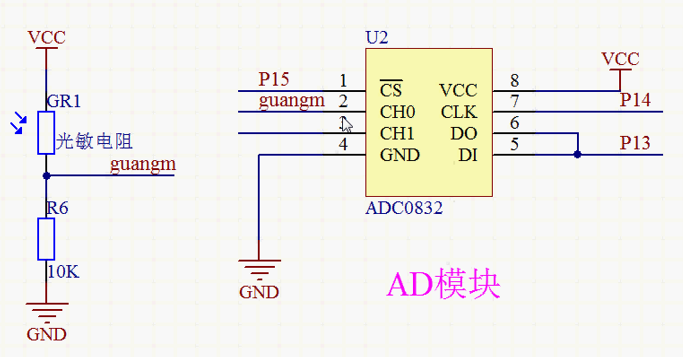 VCC
GR1
光敏电阻
guangm
R6
10K
GND
U2
P15
1
CS
VCC
8
VCC
guangm
2
CH0
CLK
7
P14
CH1
DO
6
4
GND
DI
5
P13
ADC0832
GND
AD模块